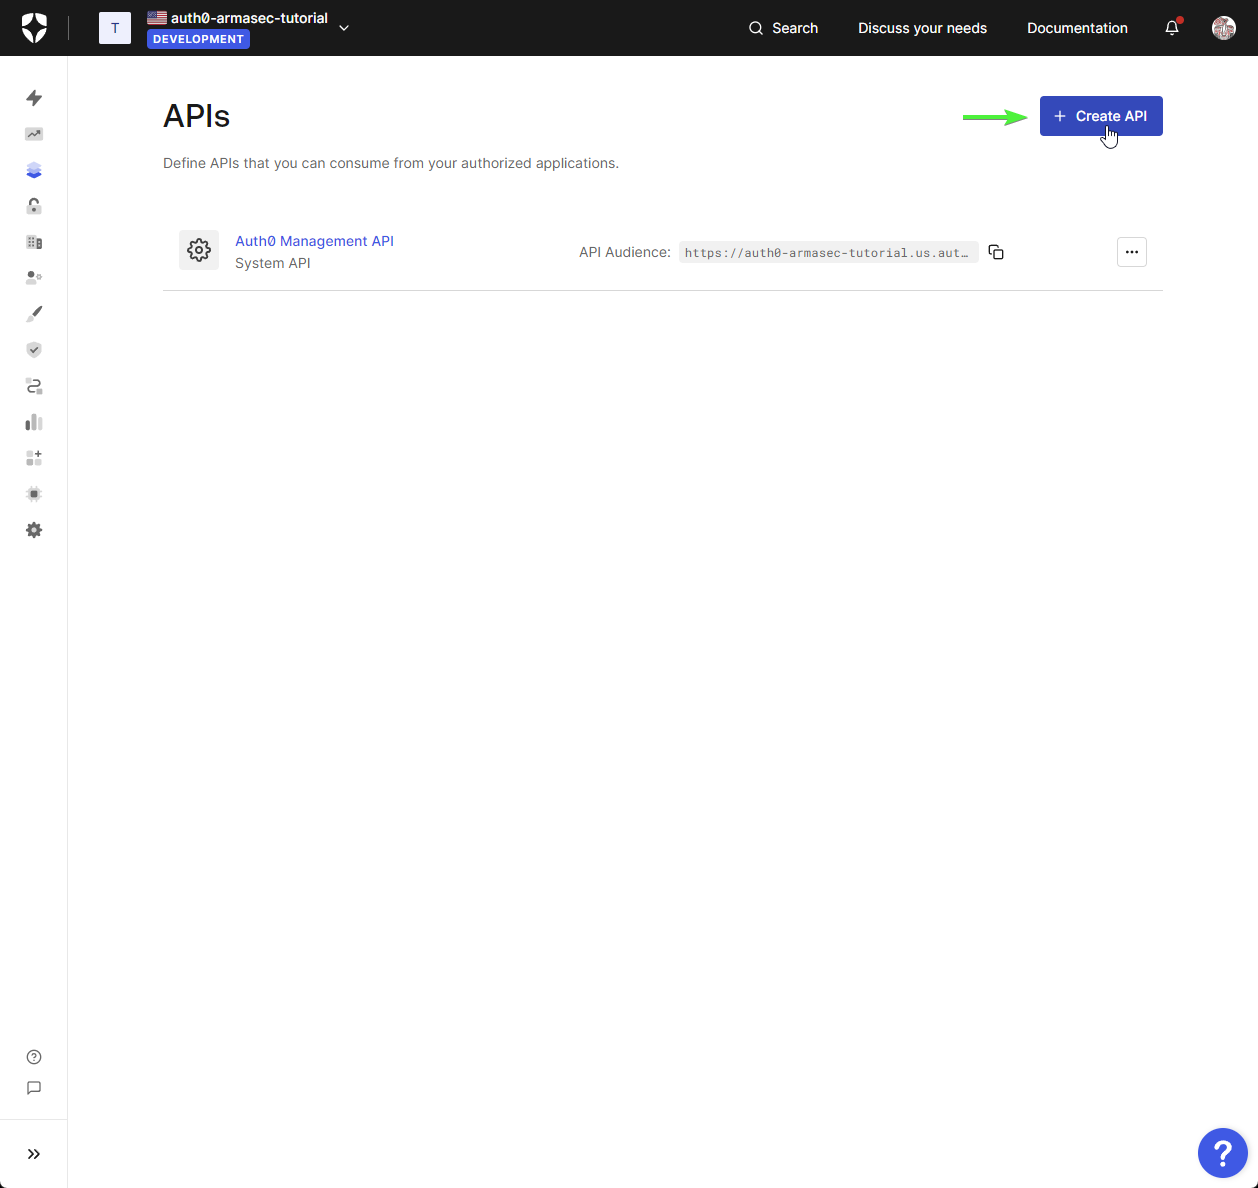 T
auth0-armasec-tutorial
DEVELOPMENT
Search
Discuss your needs
Documentation
APIs
+ Create API
Define APIs that you can consume from your authorized applications.
Auth0 Management API
System API
API Audience: https://auth0-armasec-tutorial.us.aut…
?